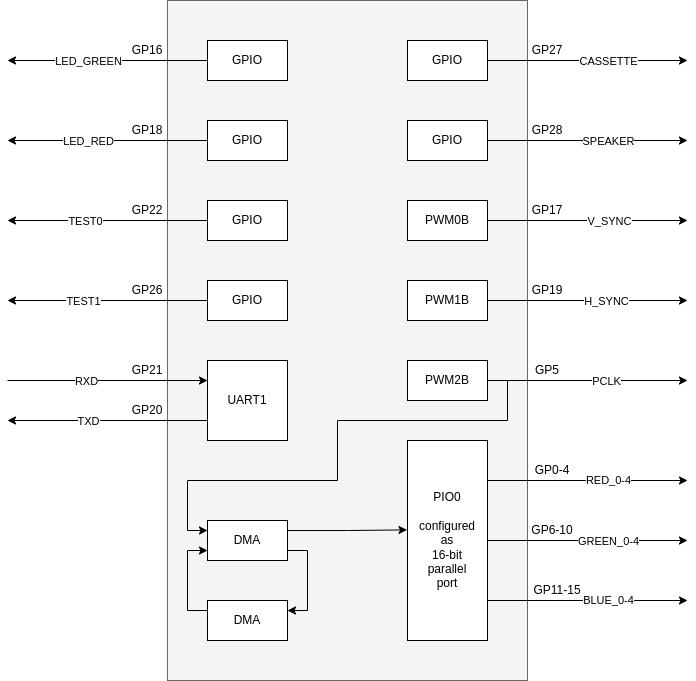 GP16
LED_GREEN
GPIO
GPIO
GP27
CASSETTE
GP18
LED_RED
GPIO
GPIO
GP28
SPEAKER
GP22
TEST0
GPIO
PWM0B
GP17
V_SYNC
GP26
TEST1
GPIO
PWM1B
GP19
H_SYNC
GP21
RXD
GP20
TXD
UART1
PWM2B
GP5
PCLK
PIO0
configured
as
16-bit
parallel
port
GP0-4
RED_0-4
GP6-10
GREEN_0-4
GP11-15
BLUE_0-4
DMA
DMA